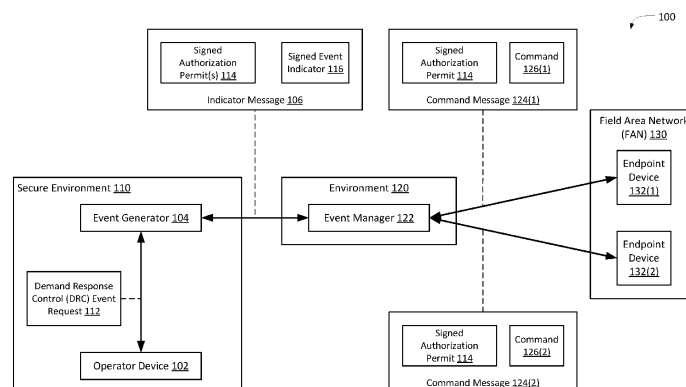 100
Signed
Authorization
Permit(s) 114
Signed Event
Indicator 116
Indicator Message 106
Signed
Authorization
Permit 114
Command
126(1)
Command Message 124(1)
Field Area Network
(FAN) 130
Endpoint
Device
132(1)
Endpoint
Device
132(2)
Secure Environment 110
Event Generator 104
Environment 120
Event Manager 122
Demand Response
Control (DRC) Event
Request 112
Operator Device 102
Signed
Authorization
Permit 114
Command
126(2)
Command Message 124(2)